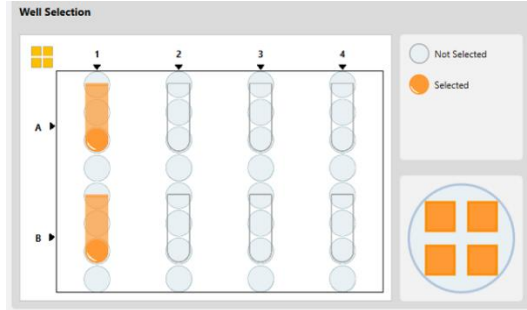 Well Selection
1 2 3 4
Not Selected
Selected
A
B